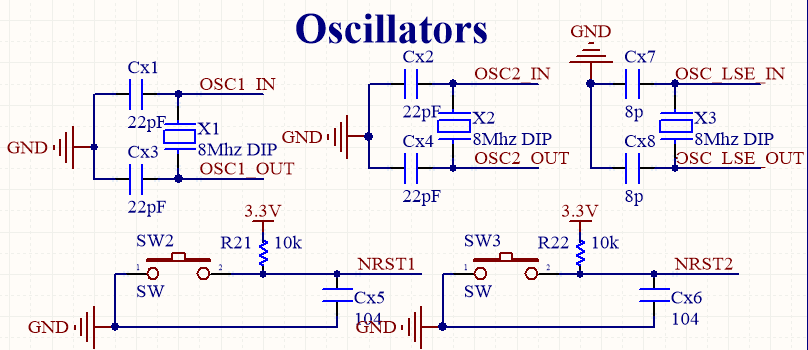 Oscillators
GND
Cx1
OSC1_IN
22pF
X1
8Mhz DIP
GND
Cx3
OSC1_OUT
22pF
Cx2
OSC2_IN
22pF
X2
8Mhz DIP
GND
Cx4
OSC2_OUT
22pF
Cx7
OSC_LSE_IN
8p
X3
8Mhz DIP
Cx8
OSC_LSE_OUT
8p
3.3V
SW2
R21
10k
1
2
NRST1
SW
Cx5
104
GND
3.3V
SW3
R22
10k
1
2
NRST2
SW
Cx6
104
GND